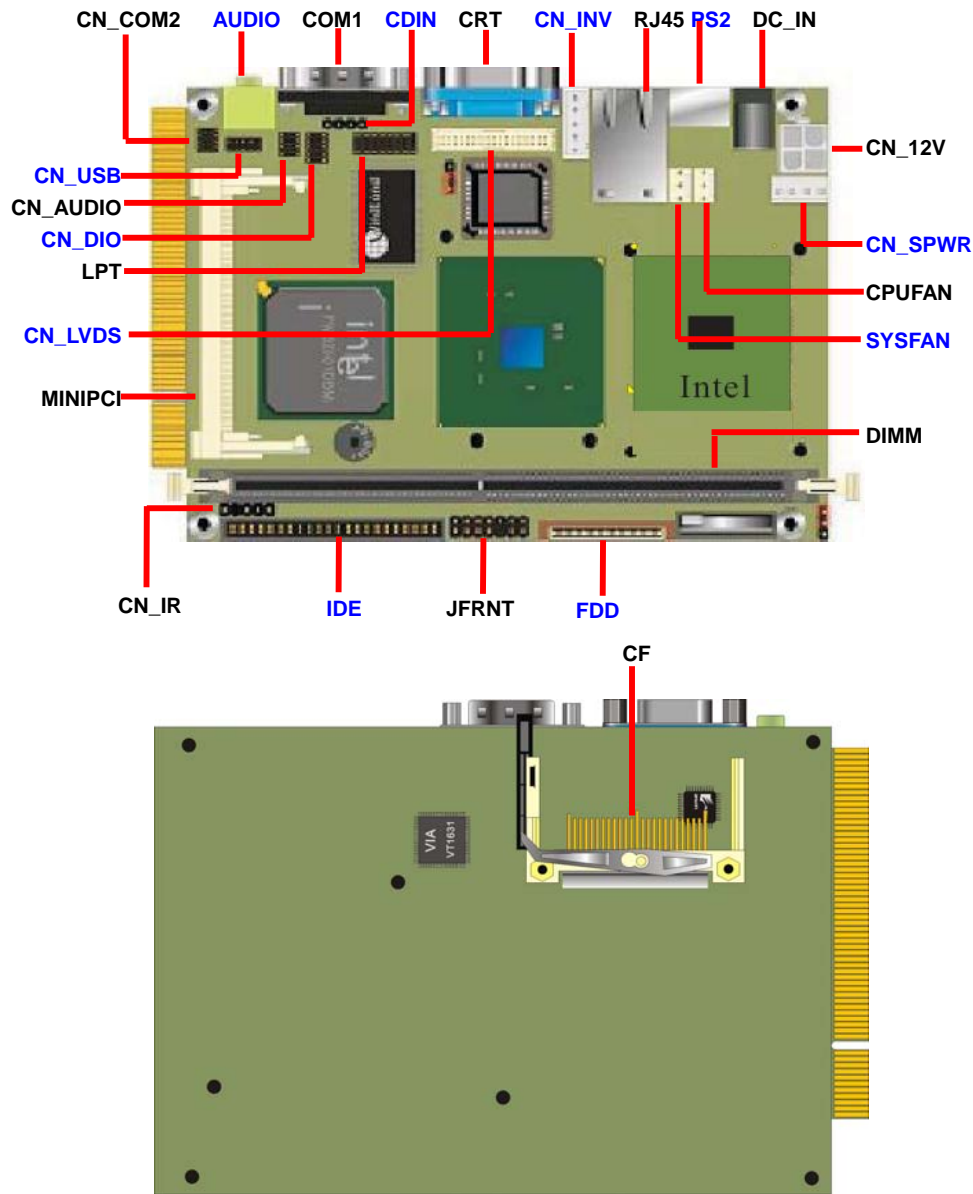 CN_COM2 AUDIO COM1 CDIN CRT CN_INV RJ45 PS2 DC_IN
CN_12V
CN_USB
CN_AUDIO
CN_DIO
CN_SPWR
LPT
CPUFAN
CN_LVDS
SYSFAN
MINIPCI
intel
Intel
DIMM
CN_IR IDE JFRNT FDD
CF
VIA
VT1631